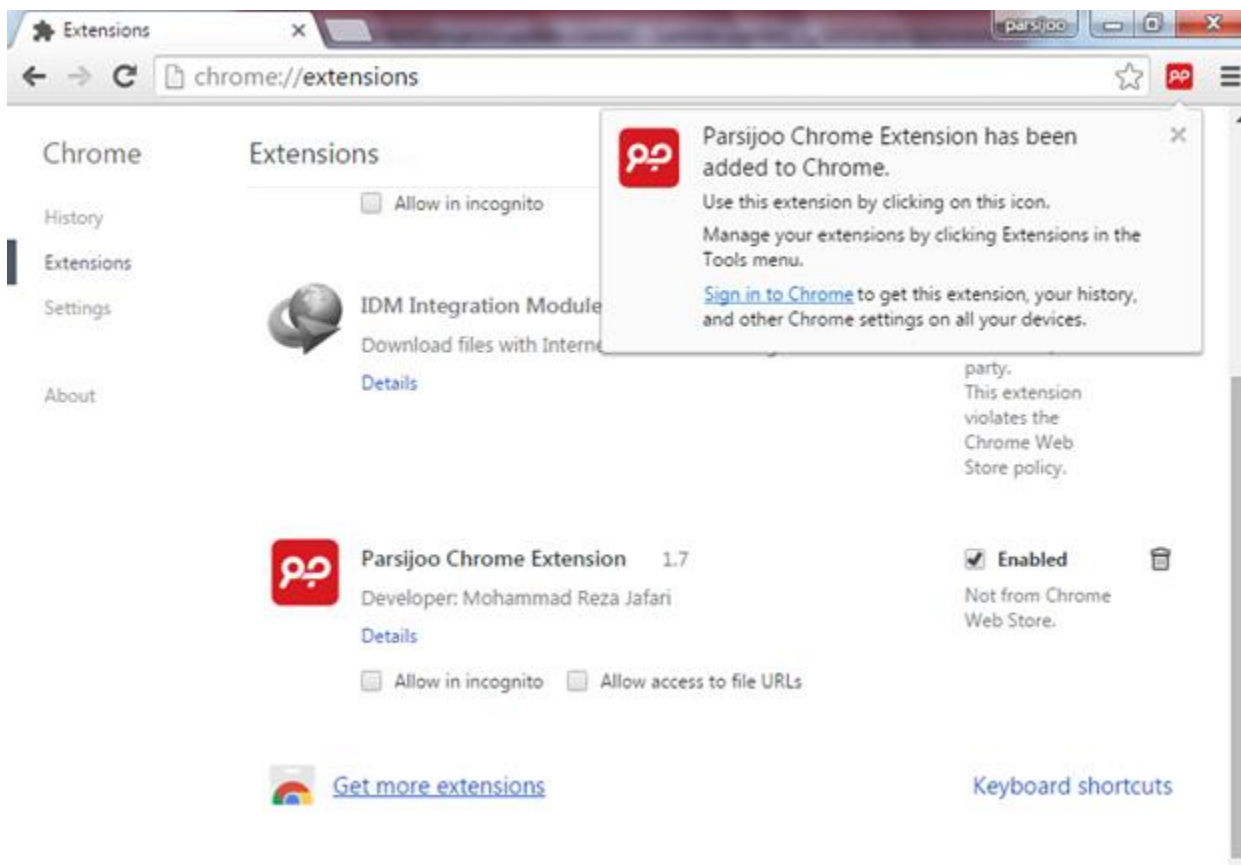 Extensions
parsijoo
chrome://extensions
جو
Chrome
Extensions
History
Extensions
Settings
About
Allow in incognito
جو
Parsijoo Chrome Extension has been
added to Chrome.
Use this extension by clicking on this icon.
Manage your extensions by clicking Extensions in the
Tools menu.
Sign in to Chrome to get this extension, your history,
and other Chrome settings on all your devices.
IDM Integration Module
Download files with
Details
party.
This extension
violates the
Chrome Web
Store policy.
جو
Parsijoo Chrome Extension 1.7
Enabled
Developer: Mohammad Reza Jafari
Not from Chrome
Web Store.
Details
Allow in incognito
Allow access to file URLs
Get more extensions
Keyboard shortcuts